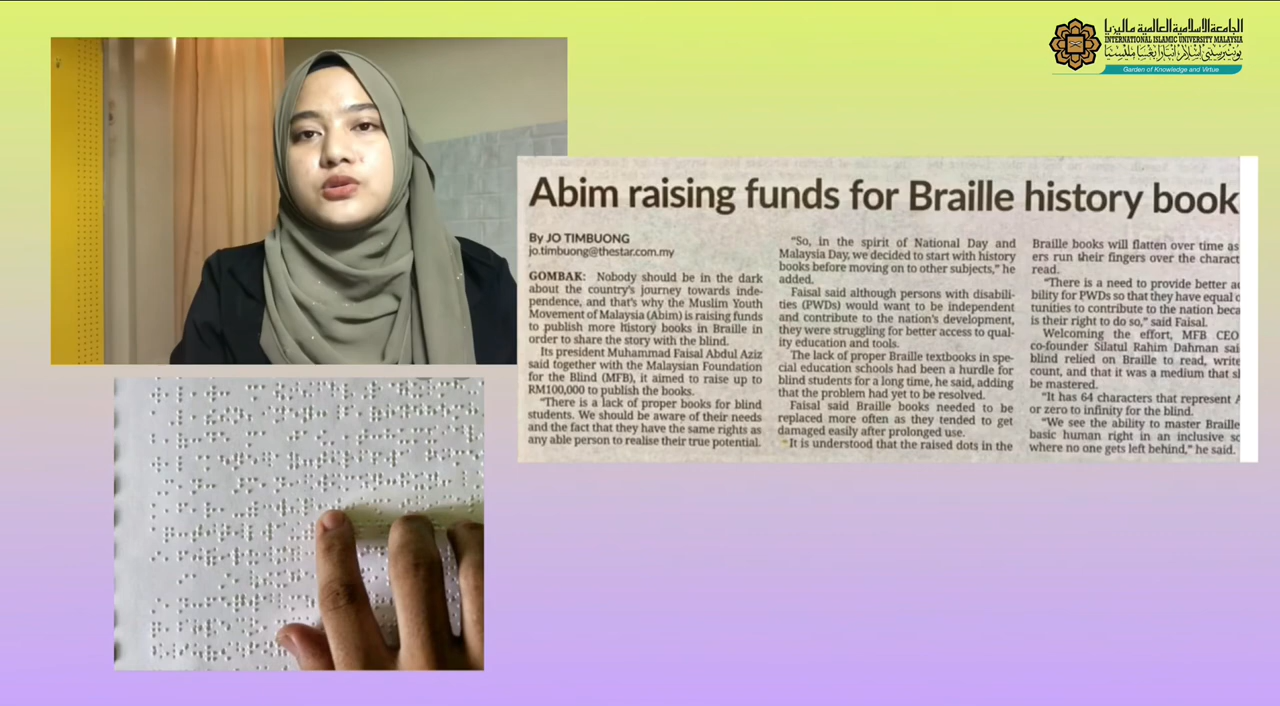 الجامعة الإسلامية العالمية ماليزيا
INTERNATIONAL ISLAMIC UNIVERSITY MALAYSIA
يونيۏرسيتي اسلام انتارابغسا مليسيا
Garden of Knowledge and Virtue
Abim raising funds for Braille history book
By JO TIMBUONG
jo.timbuong@thestar.com.my
GOMBAK: Nobody should be in the dark
about the country's journey towards inde-
pendence, and that's why the Muslim Youth
Movement of Malaysia (Abim) is raising funds
to publish more history books in Braille in
order to share the story with the blind.
Its president Muhammad Faisal Abdul Aziz
said together with the Malaysian Foundation
for the Blind (MFB), it aimed to raise up to
RM100,000 to publish the books.
"There is a lack of proper books for blind
students. We should be aware of their needs
and the fact that they have the same rights as
any able person to realise their true potential.
"So, in the spirit of National Day and
Malaysia Day, we decided to start with history
books before moving on to other subjects," he
added.
Faisal said although persons with disabili-
ties (PWDs) would want to be independent
and contribute to the nation's development,
they were struggling for better access to qual-
ity education and tools.
The lack of proper Braille textbooks in spe-
cial education schools had been a hurdle for
blind students for a long time, he said, adding
that the problem had yet to be resolved.
Faisal said Braille books needed to be
replaced more often as they tended to get
damaged easily after prolonged use.
"It is understood that the raised dots in the
Braille books will flatten over time as
ers run their fingers over the charact
read.
"There is a need to provide better ac
bility for PWDs so that they have equal o
tunities to contribute to the nation beca
is their right to do so," said Faisal.
Welcoming the effort, MFB CEO
co-founder Silatul Rahim Dahman sai
blind relied on Braille to read, write
count, and that it was a medium that sh
be mastered.
"It has 64 characters that represent A
or zero to infinity for the blind.
"We see the ability to master Braille
basic human right in an inclusive so
where no one gets left behind," he said.